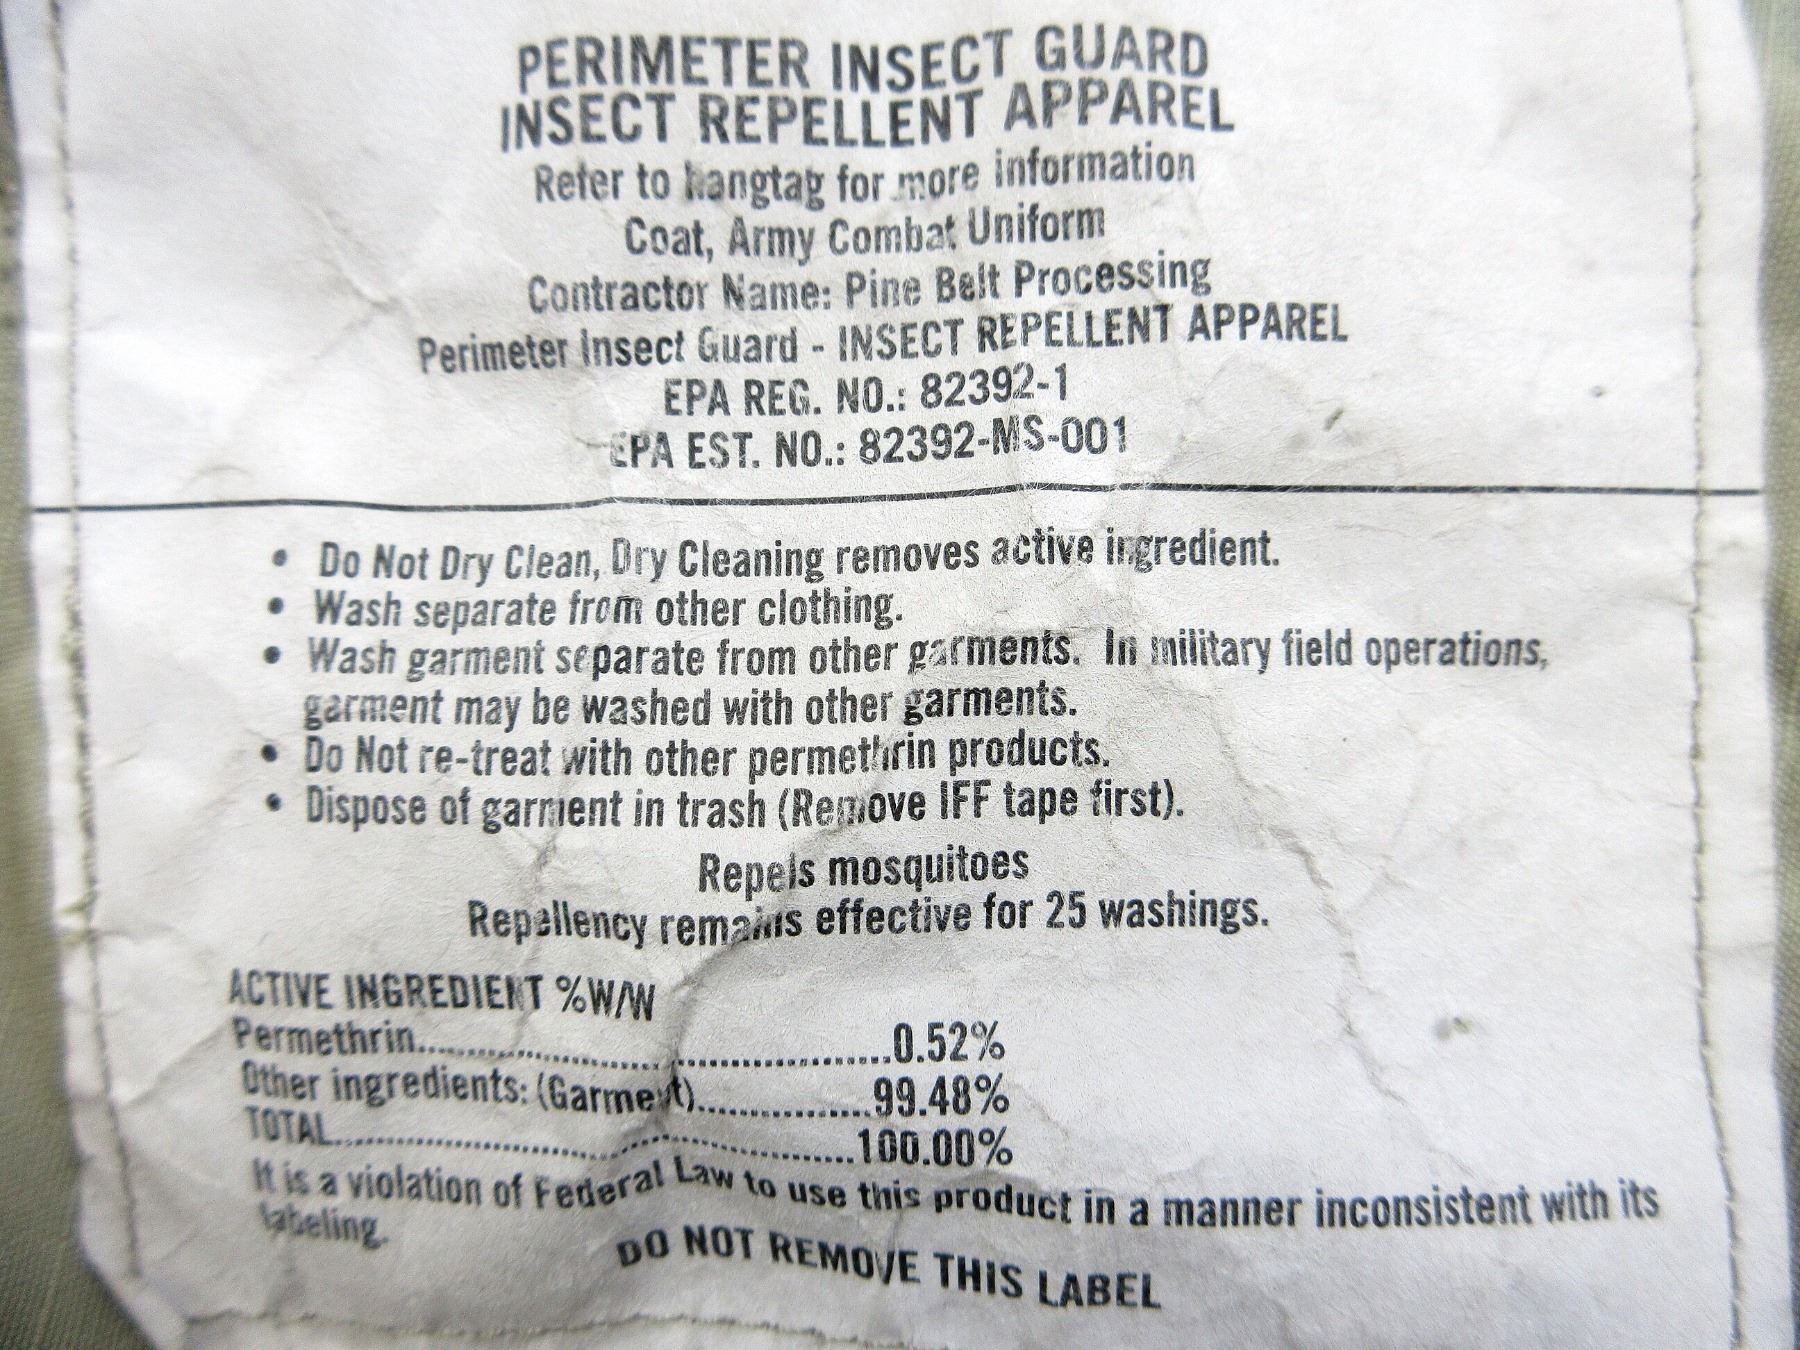 PERIMETER INSECT GUARD
INSECT REPELLENT APPAREL
Refer to hangtag for more information
Coat, Army Combat Uniform
Contractor Name: Pine Belt Processing
Perimeter Insect Guard - INSECT REPELLENT APPAREL
EPA REG. NO.: 82392-1
EPA EST. NO.: 82392-MS-001
• Do Not Dry Clean, Dry Cleaning removes active ingredient.
• Wash separate from other clothing.
• Wash garment separate from other garments. In military field operations,
garment may be washed with other garments.
• Do Not re-treat with other permethrin products.
• Dispose of garment in trash (Remove IFF tape first).
Repels mosquitoes
Repellency remains effective for 25 washings.
ACTIVE INGREDIENT %W/W
Permethrin..........................................0.52%
Other ingredients: (Garment)..................99.48%
TOTAL...............................................100.00%
It is a violation of Federal Law to use this product in a manner inconsistent with its
labeling.
DO NOT REMOVE THIS LABEL